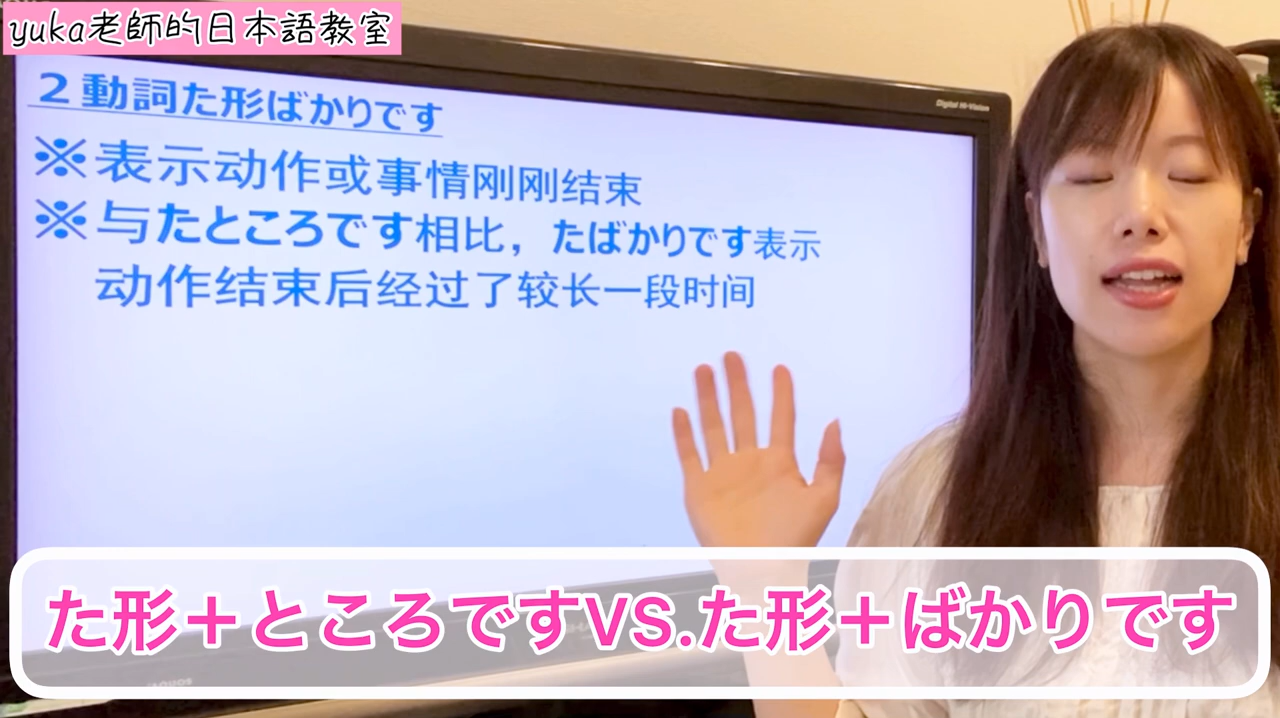 yuka老師的日本語教室
２動詞た形ばかりです
※表示动作或事情刚刚结束
※与たところです相比，たばかりです表示
动作结束后经过了较长一段时间
Digital Hi-Vision
た形＋ところですVS.た形＋ばかりです